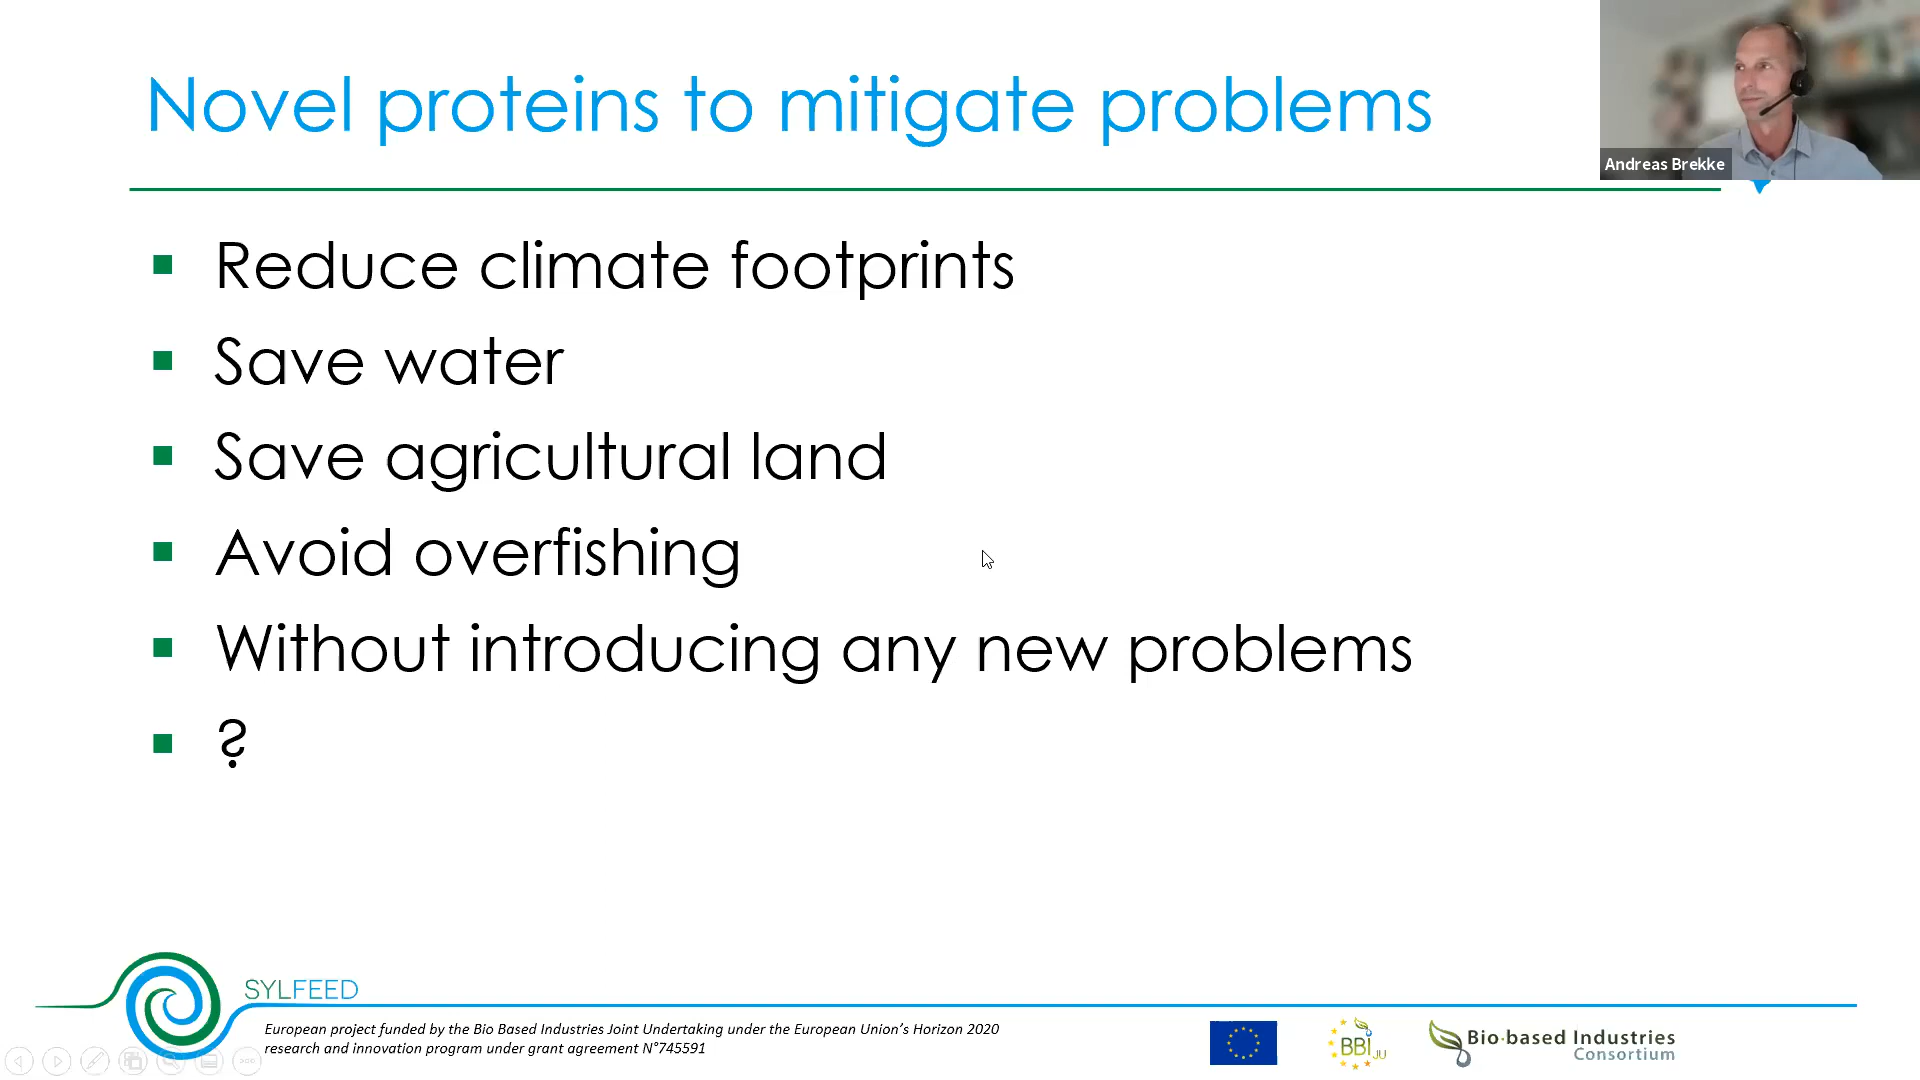 Novel proteins to mitigate problems
Andreas Brekke
Reduce climate footprints
Save water
Save agricultural land
Avoid overfishing
Without introducing any new problems
?
SYLFEED
European project funded by the Bio Based Industries Joint Undertaking under the European Union’s Horizon 2020
research and innovation program under grant agreement N°745591
BBI JU
Bio-based Industries
Consortium